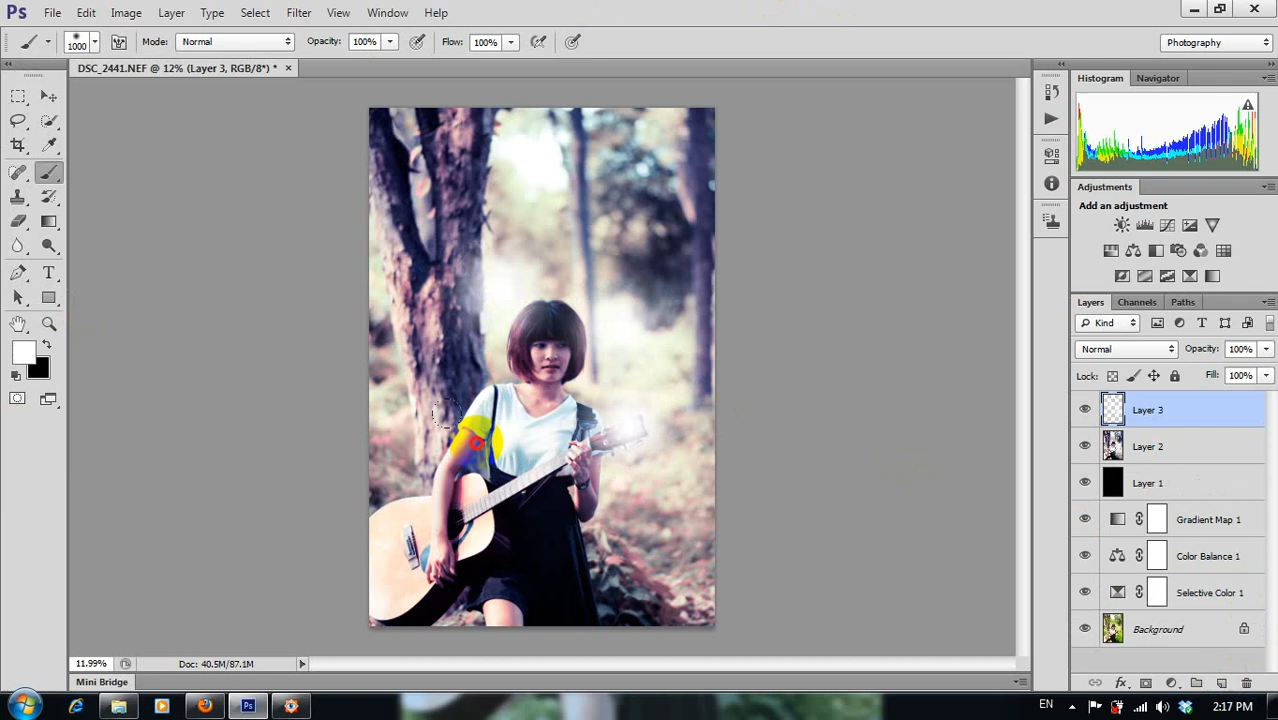 Ps File Edit Image Layer Type Select Filter View Window Help
1000 Mode: Normal Opacity: 100% Flow: 100% Photography
DSC_2441.NEF @ 12% (Layer 3, RGB/8*) *
Histogram Navigator
Adjustments
Add an adjustment
Layers Channels Paths
Kind
Normal Opacity: 100%
Lock: Fill: 100%
Layer 3
Layer 2
Layer 1
Gradient Map 1
Color Balance 1
Selective Color 1
Background
11.99% Doc: 40.5M/87.1M
Mini Bridge
Ps EN 2:17 PM